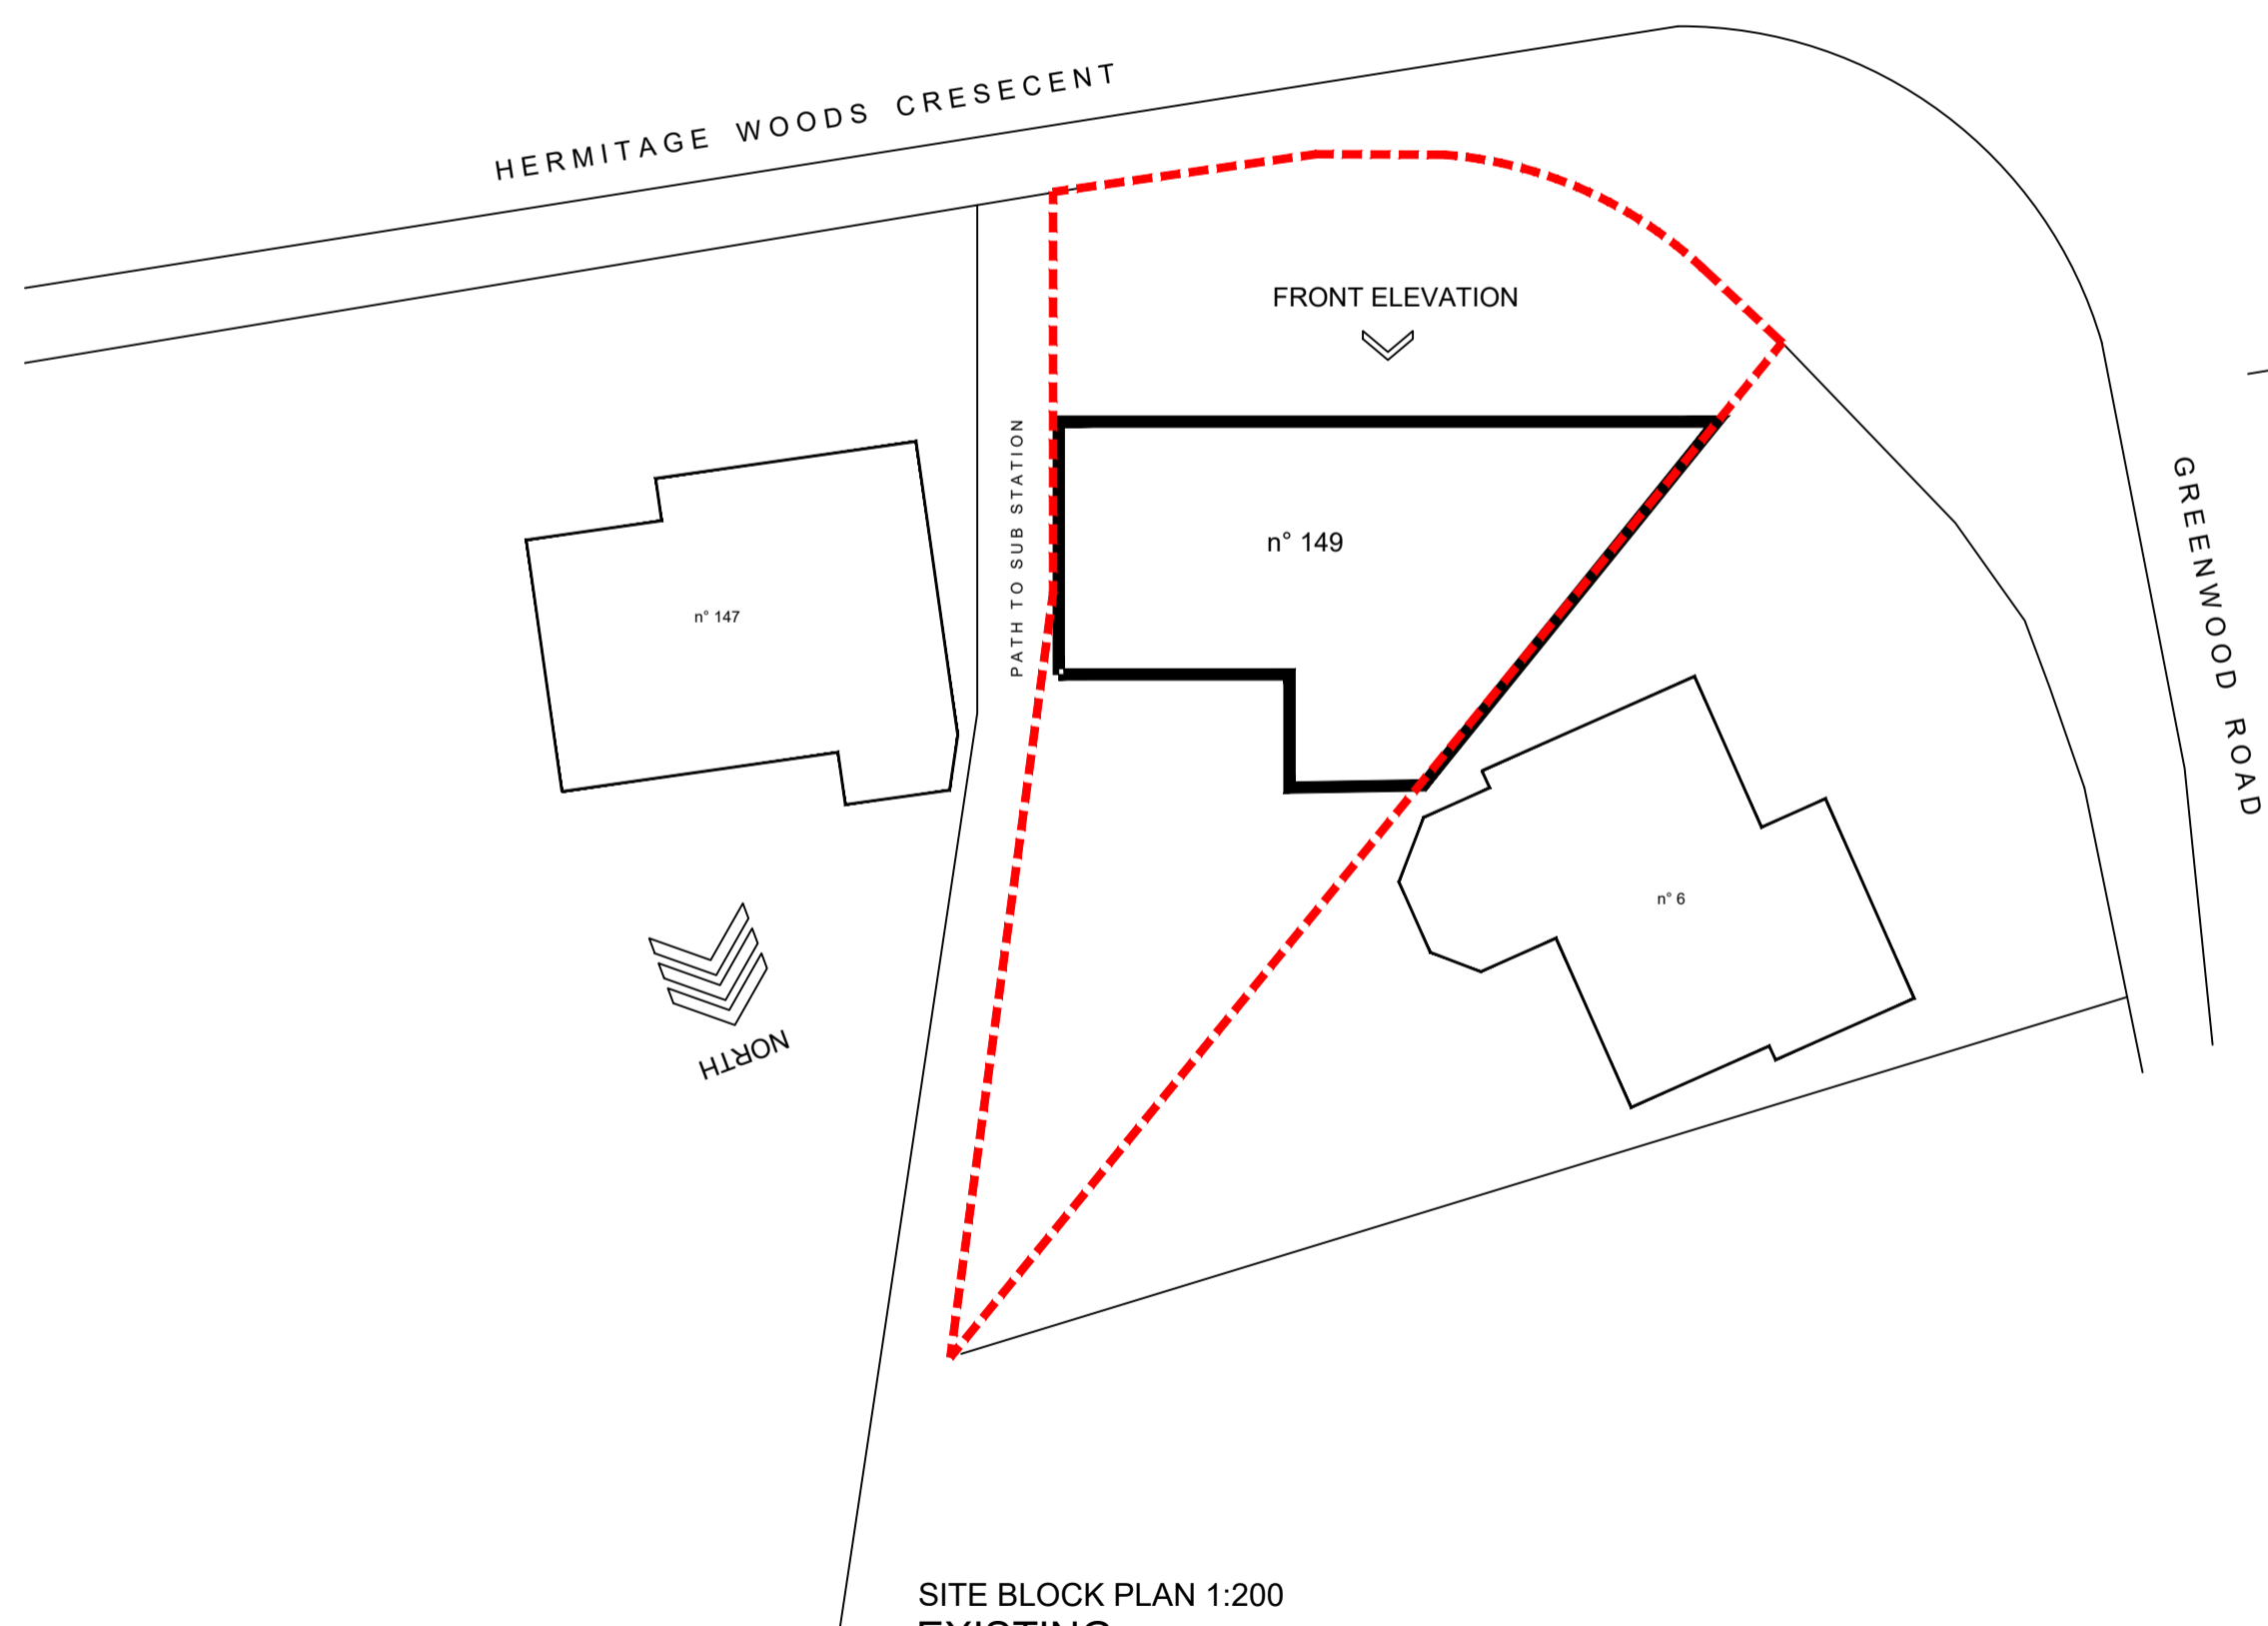 HERMITAGE WOODS CRESECENT
FRONT ELEVATION
PATH TO SUB STATION
n° 149
n° 147
GREENWOOD ROAD
n° 6
NORTH
SITE BLOCK PLAN 1:200
EXISTING